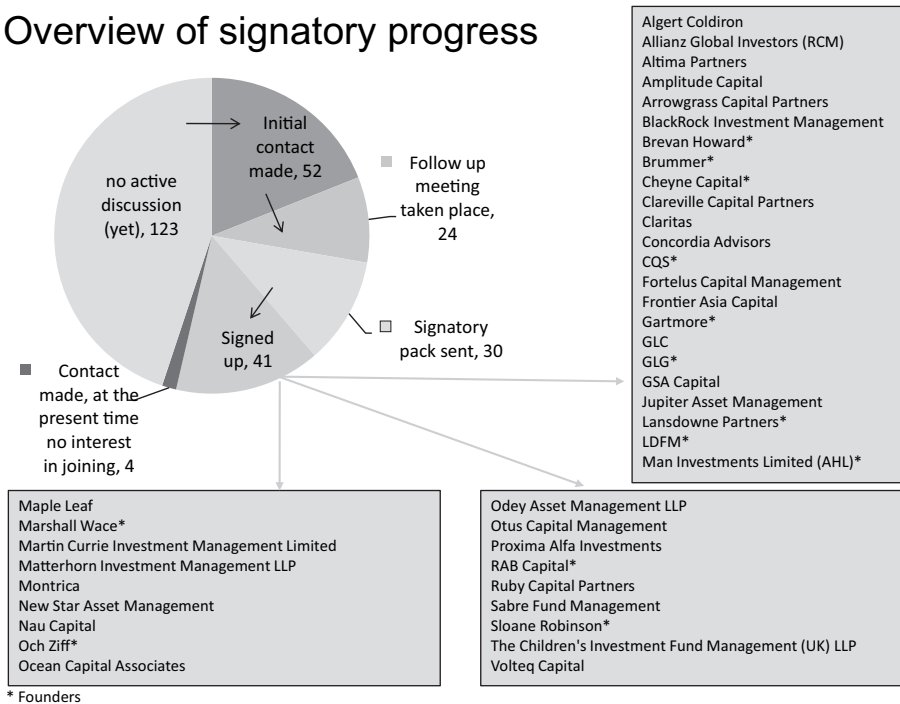 Overview of signatory progress
Initial
contact
made, 52
no active
discussion
(yet), 123
Follow up
meeting
taken place,
24
Signatory
pack sent, 30
Signed
up, 41
Contact
made, at the
present time
no interest
in joining, 4
Algert Coldiron
Allianz Global Investors (RCM)
Altima Partners
Amplitude Capital
Arrowgrass Capital Partners
BlackRock Investment Management
Brevan Howard*
Brummer*
Cheyne Capital*
Clareville Capital Partners
Claritas
Concordia Advisors
CQS*
Fortelus Capital Management
Frontier Asia Capital
Gartmore*
GLC
GLG*
GSA Capital
Jupiter Asset Management
Lansdowne Partners*
LDFM*
Man Investments Limited (AHL)*
Maple Leaf
Marshall Wace*
Martin Currie Investment Management Limited
Matterhorn Investment Management LLP
Montrica
New Star Asset Management
Nau Capital
Och Ziff*
Ocean Capital Associates
Odey Asset Management LLP
Otus Capital Management
Proxima Alfa Investments
RAB Capital*
Ruby Capital Partners
Sabre Fund Management
Sloane Robinson*
The Children's Investment Fund Management (UK) LLP
Volteq Capital
* Founders